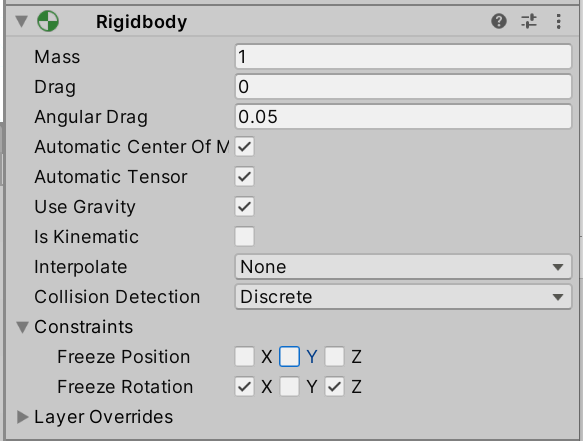 Rigidbody
Mass 1
Drag 0
Angular Drag 0.05
Automatic Center Of M
Automatic Tensor
Use Gravity
Is Kinematic
Interpolate None
Collision Detection Discrete
Constraints
Freeze Position X Y Z
Freeze Rotation X Y Z
Layer Overrides